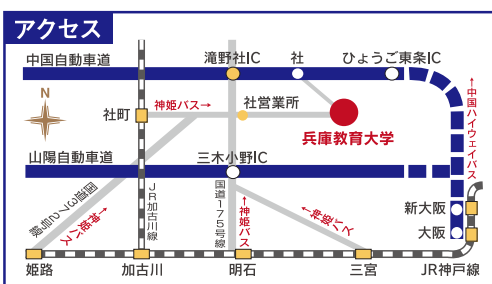 アクセス
中国自動車道
滝野社IC
社
ひょうご東条IC
N
社町
神姫バス→
社営業所
兵庫教育大学
←中国ハイウェイバス
山陽自動車道
三木小野IC
国道372号線
→神姫バス
JR加古川線
国道175号線
←神姫バス
←神姫バス
新大阪
大阪
姫路
加古川
明石
三宮
JR神戸線